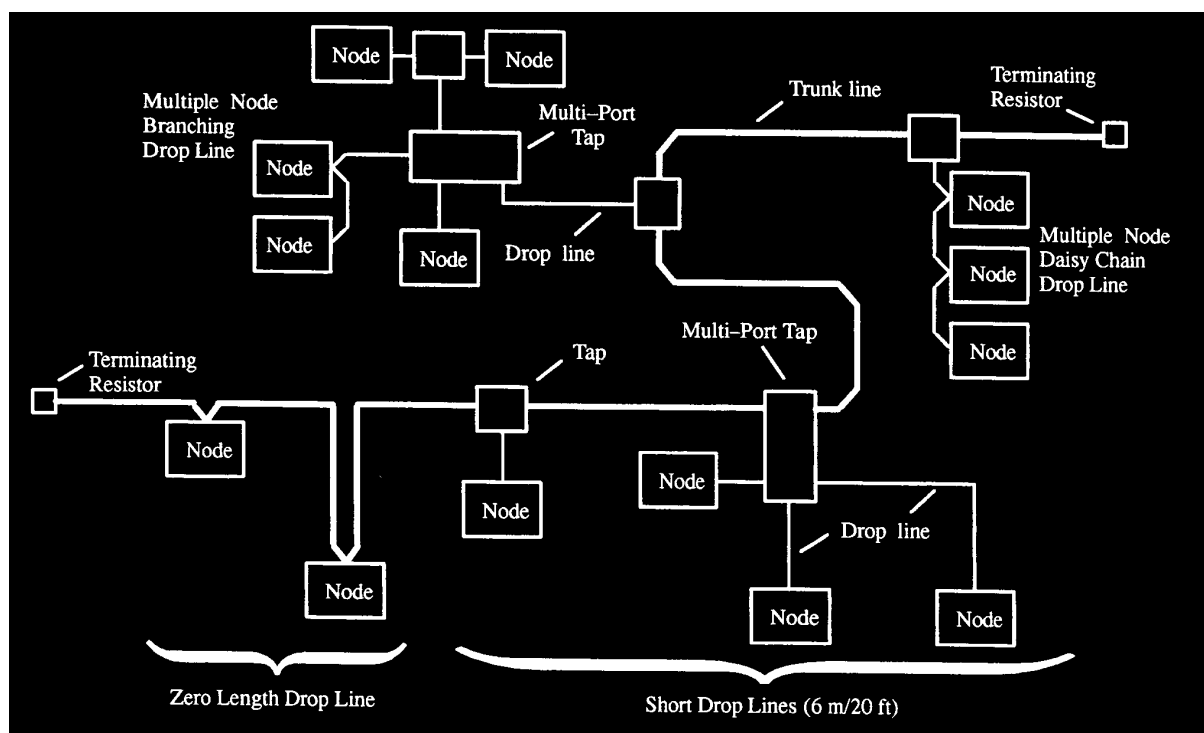 Node
Node
Multiple Node
Branching
Drop Line
Multi–Port
Tap
Trunk line
Terminating
Resistor
Node
Node
Node
Drop line
Node
Node
Node
Multiple Node
Daisy Chain
Drop Line
Multi–Port Tap
Tap
Terminating
Resistor
Node
Node
Node
Drop line
Node
Node
Node
Zero Length Drop Line
Short Drop Lines (6 m/20 ft)